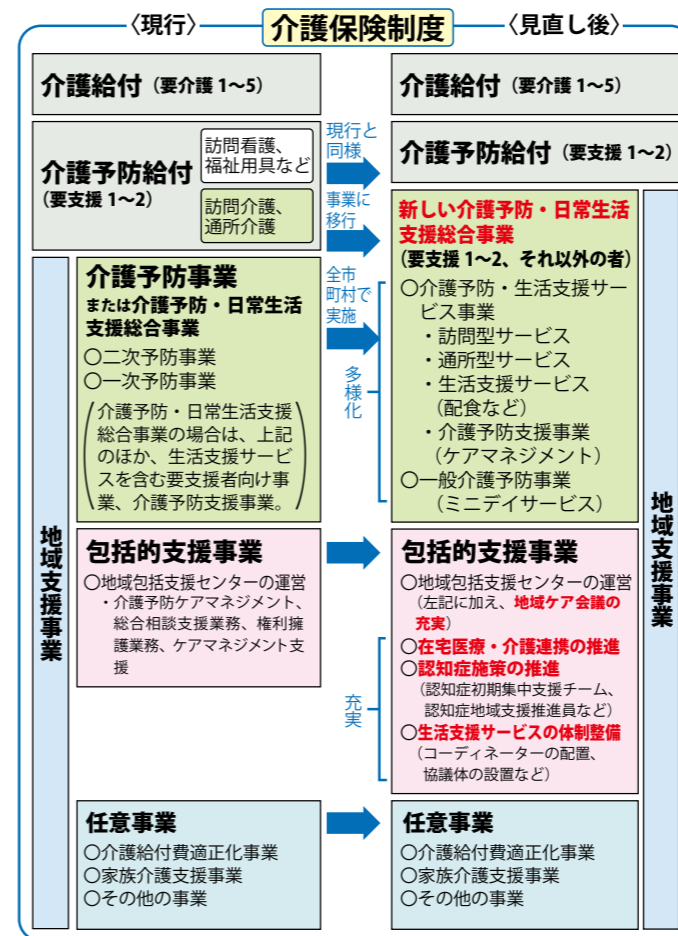 〈現行〉
介護保険制度
〈見直し後〉
介護給付（要介護 1～5）
介護給付（要介護 1～5）
介護予防給付
（要支援 1～2）
訪問看護、
福祉用具など
訪問介護、
通所介護
現行と
同様
介護予防給付（要支援 1～2）
事業に
移行
新しい介護予防・日常生活
支援総合事業
（要支援 1～2、それ以外の者）
〇介護予防・生活支援サー
ビス事業
・訪問型サービス
・通所型サービス
・生活支援サービス
（配食など）
・介護予防支援事業
（ケアマネジメント）
〇一般介護予防事業
（ミニデイサービス）
地域支援事業
介護予防事業
または介護予防・日常生活
支援総合事業
〇二次予防事業
〇一次予防事業
（介護予防・日常生活支援
総合事業の場合は、上記
のほか、生活支援サービ
スを含む要支援者向け事
業、介護予防支援事業。）
全市
町村で
実施
多様化
包括的支援事業
〇地域包括支援センターの運営
・介護予防ケアマネジメント、
総合相談支援業務、権利擁
護業務、ケアマネジメント支
援
包括的支援事業
〇地域包括支援センターの運営
（左記に加え、地域ケア会議の
充実）
〇在宅医療・介護連携の推進
〇認知症施策の推進
（認知症初期集中支援チーム、
認知症地域支援推進員など）
〇生活支援サービスの体制整備
（コーディネーターの配置、
協議体の設置など）
充実
地域支援事業
任意事業
〇介護給付費適正化事業
〇家族介護支援事業
〇その他の事業
任意事業
〇介護給付費適正化事業
〇家族介護支援事業
〇その他の事業